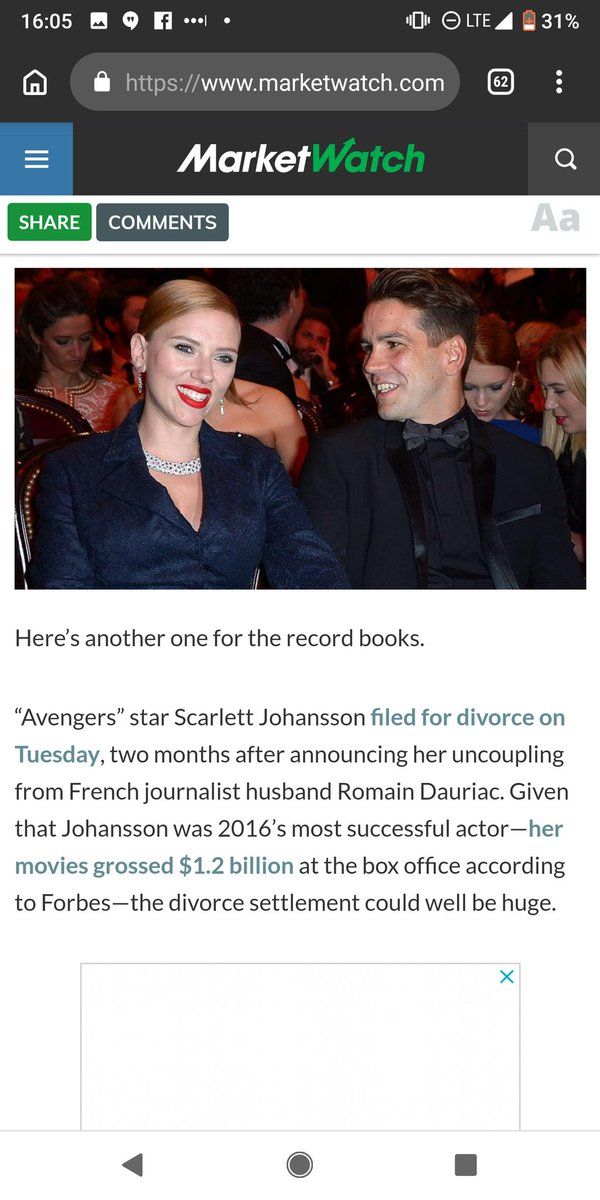 16:05 LTE 31%
https://www.marketwatch.com 62
MarketWatch
SHARE COMMENTS Aa
Here’s another one for the record books.
“Avengers” star Scarlett Johansson filed for divorce on
Tuesday, two months after announcing her uncoupling
from French journalist husband Romain Dauriac. Given
that Johansson was 2016’s most successful actor—her
movies grossed $1.2 billion at the box office according
to Forbes—the divorce settlement could well be huge.